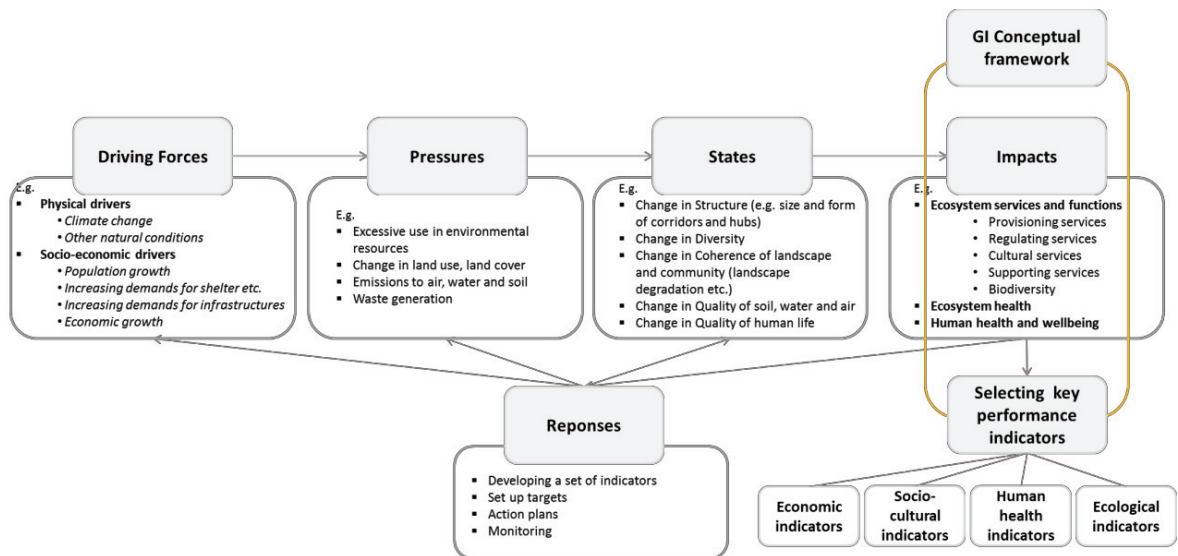 GI Conceptual
framework
Driving Forces
Pressures
States
Impacts
E.g.
▪ Physical drivers
• Climate change
• Other natural conditions
▪ Socio-economic drivers
• Population growth
• Increasing demands for shelter etc.
• Increasing demands for infrastructures
• Economic growth
E.g.
▪ Excessive use in environmental
resources
▪ Change in land use, land cover
▪ Emissions to air, water and soil
▪ Waste generation
E.g.
▪ Change in Structure (e.g. size and form
of corridors and hubs)
▪ Change in Diversity
▪ Change in Coherence of landscape
and community (landscape
degradation etc.)
▪ Change in Quality of soil, water and air
▪ Change in Quality of human life
E.g.
▪ Ecosystem services and functions
• Provisioning services
• Regulating services
• Cultural services
• Supporting services
• Biodiversity
▪ Ecosystem health
▪ Human health and wellbeing
Reponses
▪ Developing a set of indicators
▪ Set up targets
▪ Action plans
▪ Monitoring
Selecting key
performance
indicators
Economic
indicators
Socio-
cultural
indicators
Human
health
indicators
Ecological
indicators